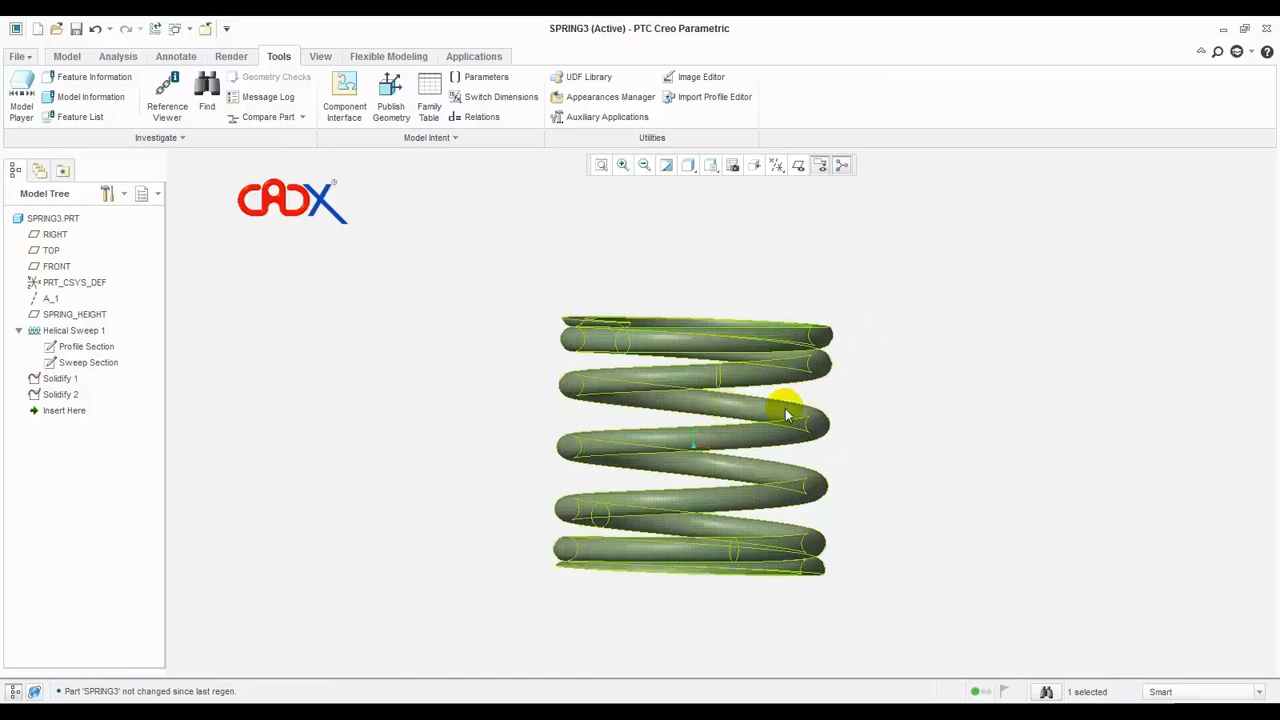 SPRING3 (Active) - PTC Creo Parametric
File
Model
Analysis
Annotate
Render
Tools
View
Flexible Modeling
Applications
Model Player
Feature Information
Model Information
Feature List
Reference Viewer
Find
Geometry Checks
Message Log
Compare Part
Investigate
Component Interface
Publish Geometry
Family Table
Parameters
Switch Dimensions
d= Relations
Model Intent
UDF Library
Appearances Manager
Auxiliary Applications
Image Editor
Import Profile Editor
Utilities
Model Tree
CADX
SPRING3.PRT
RIGHT
TOP
FRONT
PRT_CSYS_DEF
A_1
SPRING_HEIGHT
Helical Sweep 1
Profile Section
Sweep Section
Solidify 1
Solidify 2
Insert Here
• Part 'SPRING3' not changed since last regen.
1 selected
Smart